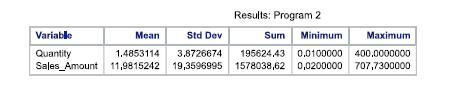 Results: Program 2
Variable Mean Std Dev Sum Minimum Maximum
Quantity 1,4853114 3,8726674 195624,43 0,0100000 400,0000000
Sales_Amount 11,9815242 19,3596995 1578038,62 0,0200000 707,7300000